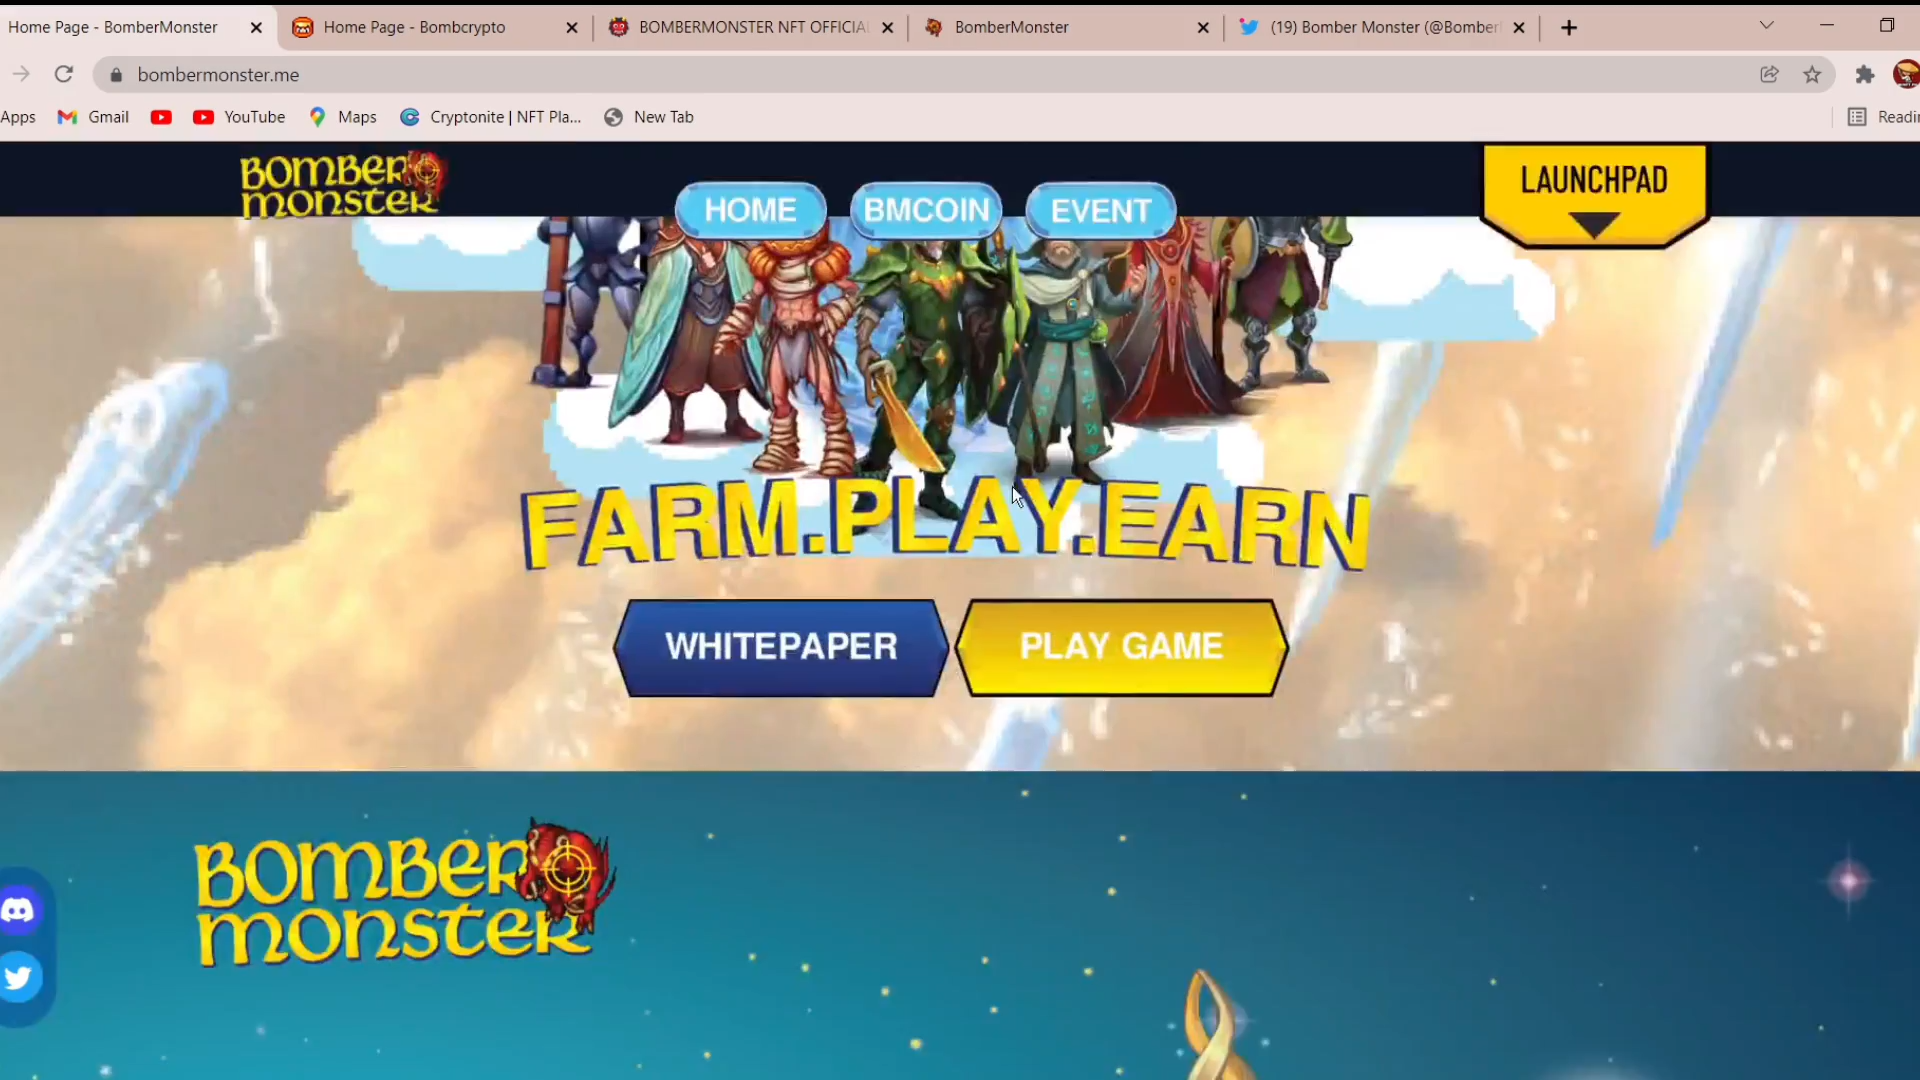 Home Page - BomberMonster
Home Page - Bombcrypto
BOMBERMONSTER NFT OFFICIAL
BomberMonster
(19) Bomber Monster (@Bomber
bombermonster.me
Apps
Gmail
YouTube
Maps
Cryptonite | NFT Pla...
New Tab
Readin
BOMBER
MONSTER
HOME
BMCOIN
EVENT
LAUNCHPAD
FARM.PLAY.EARN
WHITEPAPER
PLAY GAME
BOMBER
MONSTER